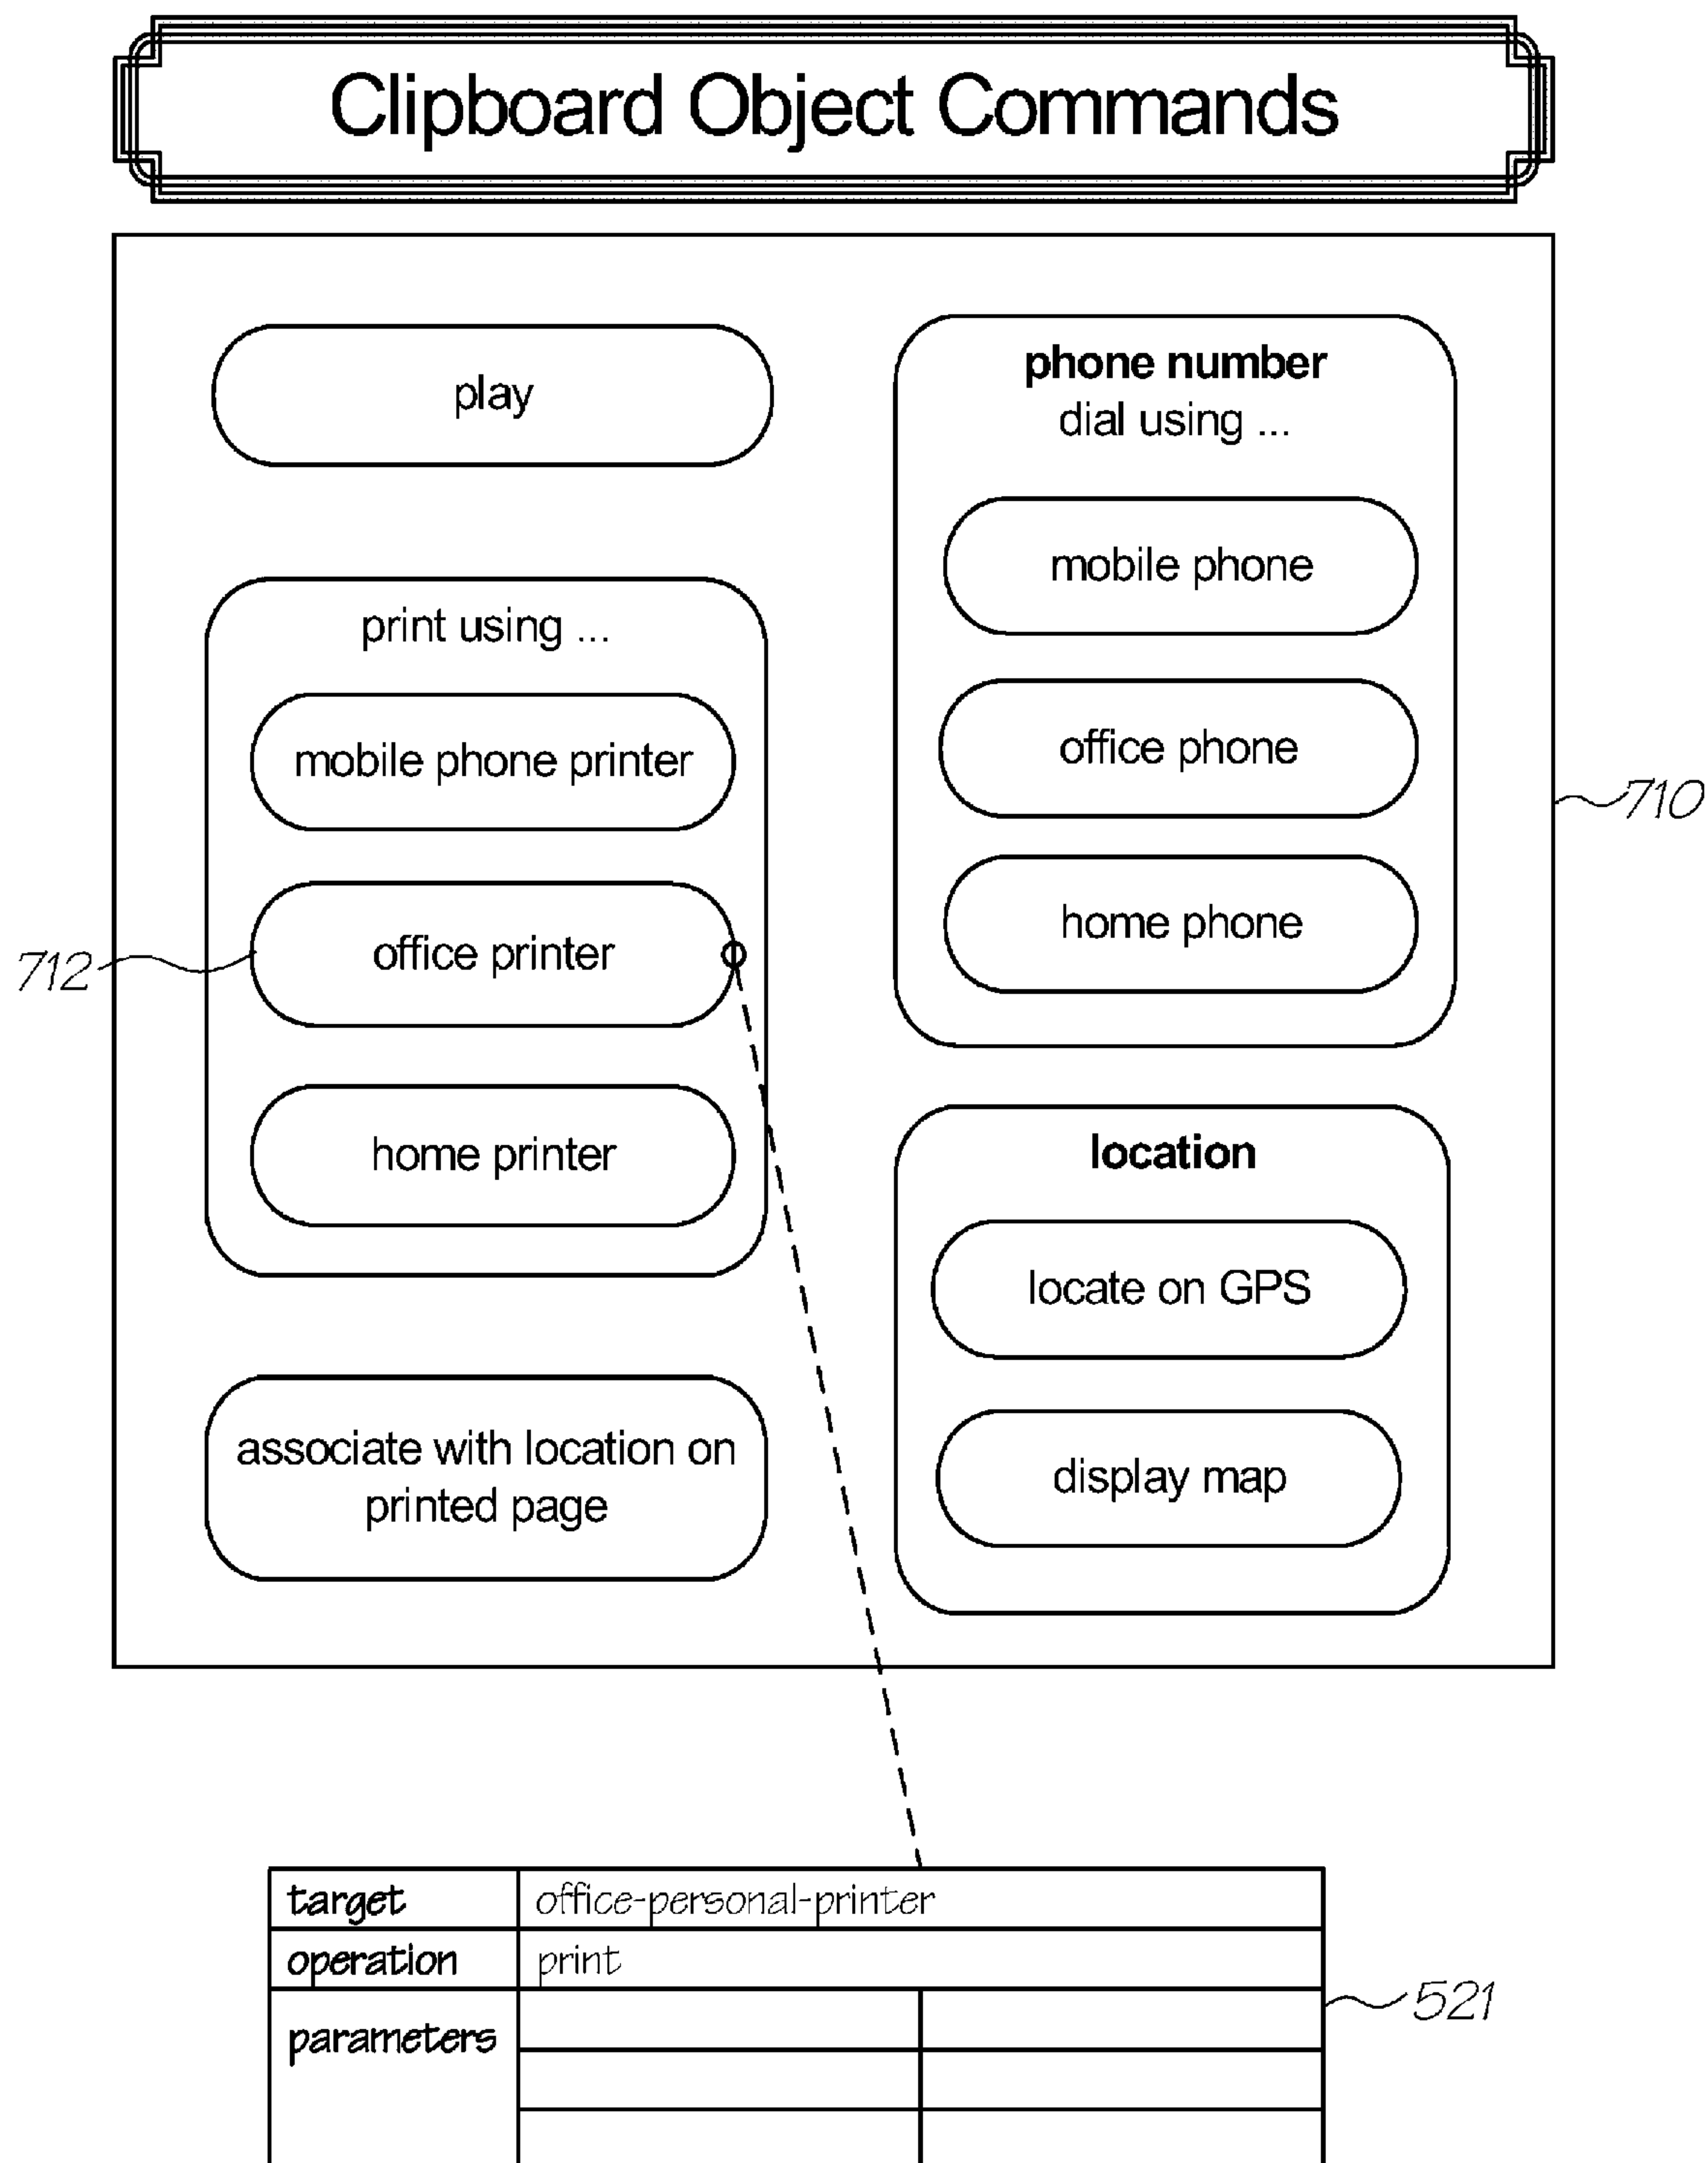 Clipboard Object Commands
play
print using ...
mobile phone printer
712
office printer
home printer
associate with location on
printed page
phone number
dial using ...
mobile phone
office phone
home phone
710
location
locate on GPS
display map
target office-personal-printer
operation print
521
parameters